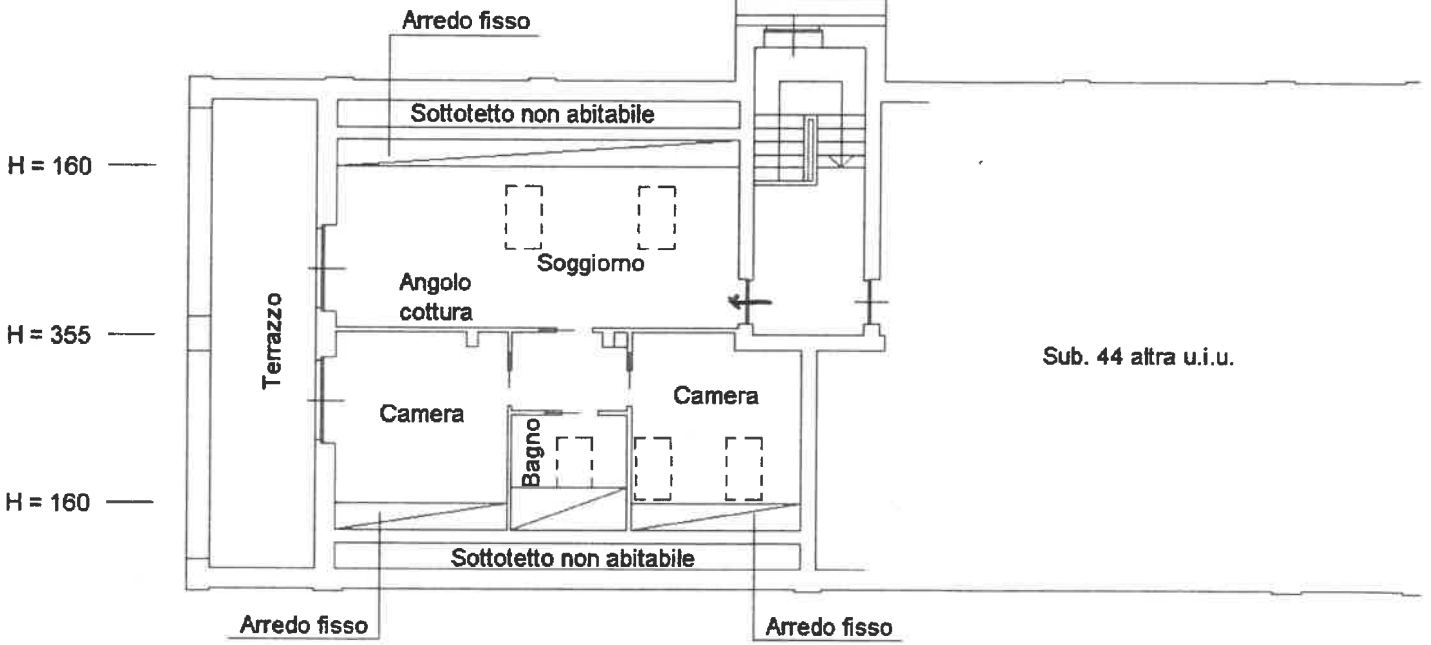 Arredo fisso
Sottotetto non abitabile
H = 160
Soggiorno
Angolo
cottura
Terrazzo
H = 355
Sub. 44 altra u.i.u.
Camera
Camera
Bagno
H = 160
Sottotetto non abitabile
Arredo fisso
Arredo fisso